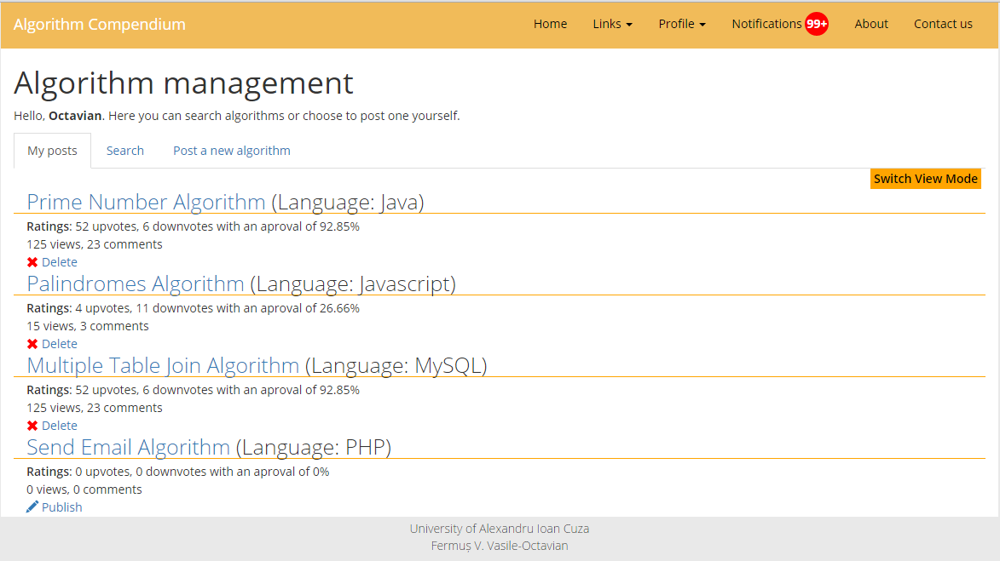 Algorithm Compendium Home Links Profile Notifications 99+ About Contact us
Algorithm management
Hello, Octavian. Here you can search algorithms or choose to post one yourself.
My posts Search Post a new algorithm
Switch View Mode
Prime Number Algorithm (Language: Java)
Ratings: 52 upvotes, 6 downvotes with an aproval of 92.85%
125 views, 23 comments
Delete
Palindromes Algorithm (Language: Javascript)
Ratings: 4 upvotes, 11 downvotes with an aproval of 26.66%
15 views, 3 comments
Delete
Multiple Table Join Algorithm (Language: MySQL)
Ratings: 52 upvotes, 6 downvotes with an aproval of 92.85%
125 views, 23 comments
Delete
Send Email Algorithm (Language: PHP)
Ratings: 0 upvotes, 0 downvotes with an aproval of 0%
0 views, 0 comments
Publish
University of Alexandru Ioan Cuza
Fermuș V. Vasile-Octavian